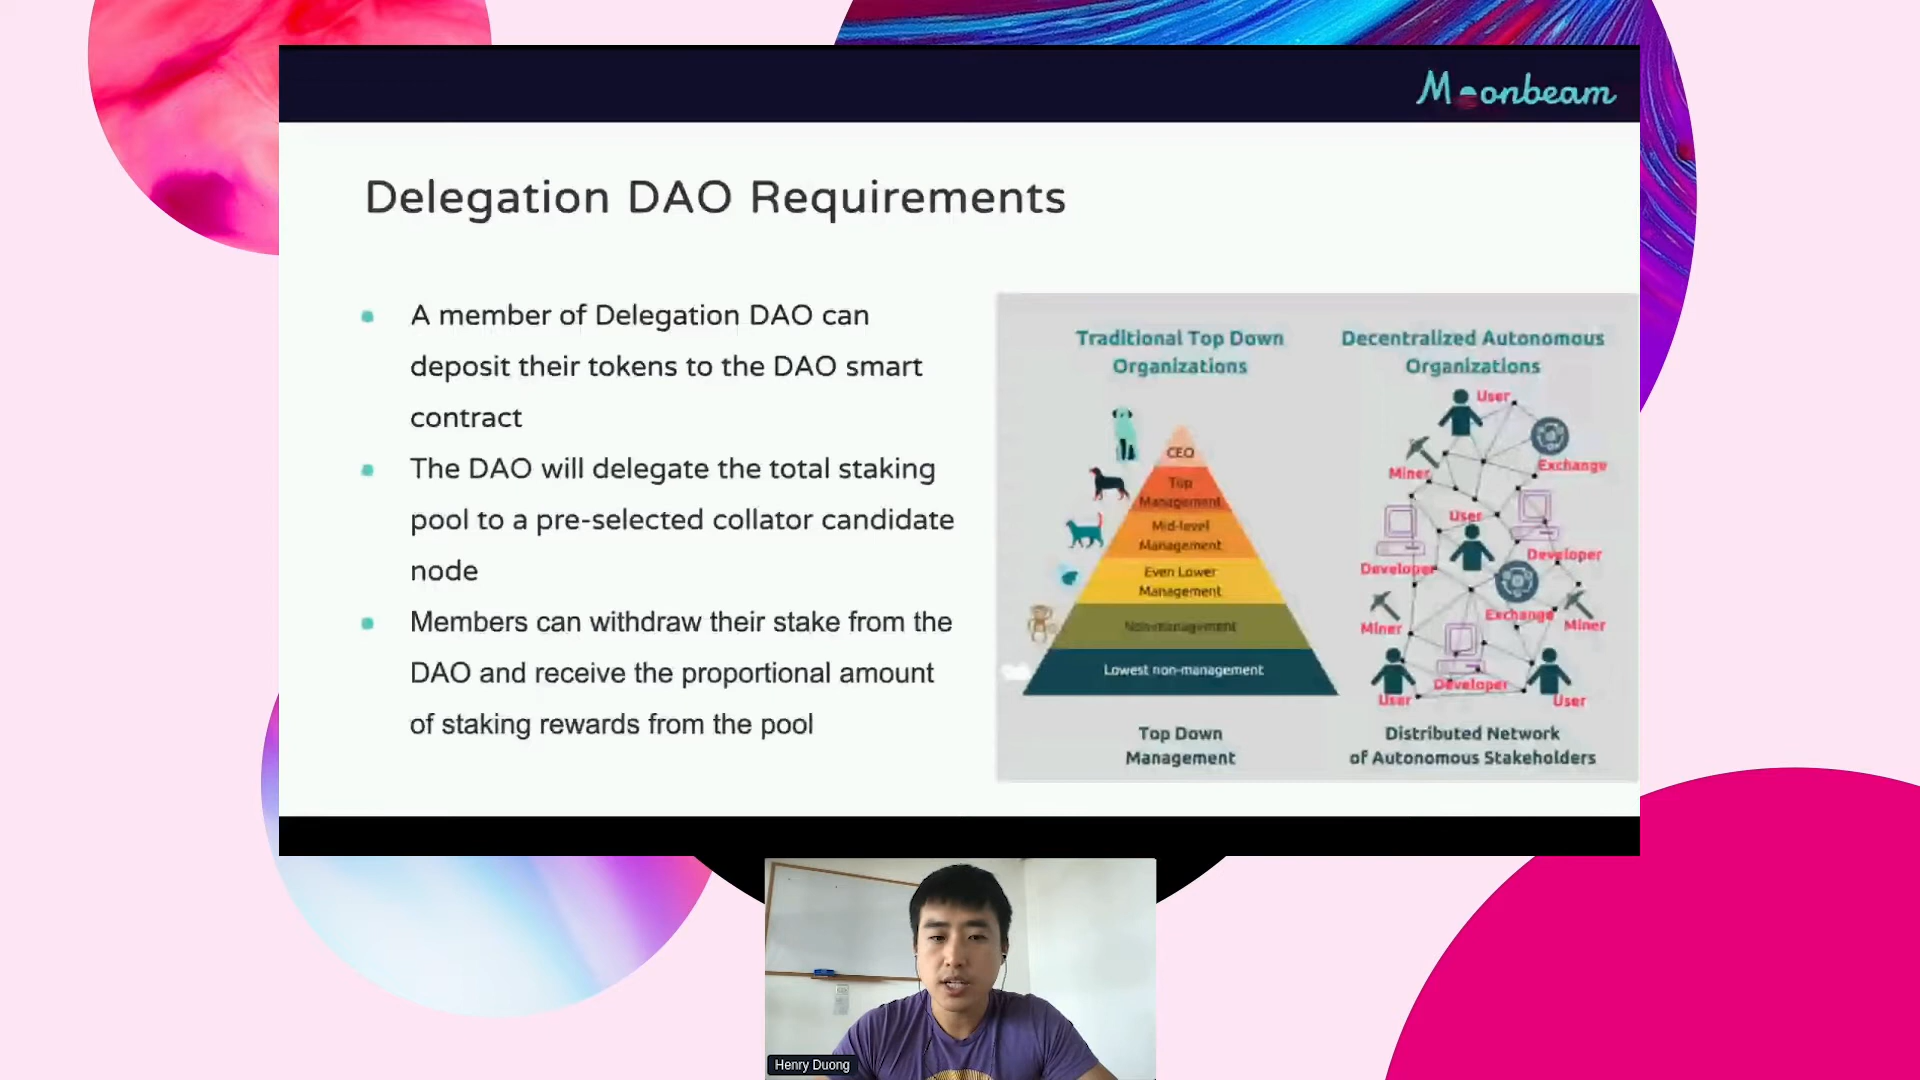 Moonbeam
Delegation DAO Requirements
A member of Delegation DAO can
deposit their tokens to the DAO smart
contract
The DAO will delegate the total staking
pool to a pre-selected collator candidate
node
Members can withdraw their stake from the
DAO and receive the proportional amount
of staking rewards from the pool
Traditional Top Down
Organizations
CEO
Top
Management
Mid-level
Management
Even Lower
Management
Non-management
Lowest non-management
Top Down
Management
Decentralized Autonomous
Organizations
User
Miner
Exchange
User
Developer
Developer
Exchange
Miner
Miner
Developer
User
User
Distributed Network
of Autonomous Stakeholders
Henry Duong